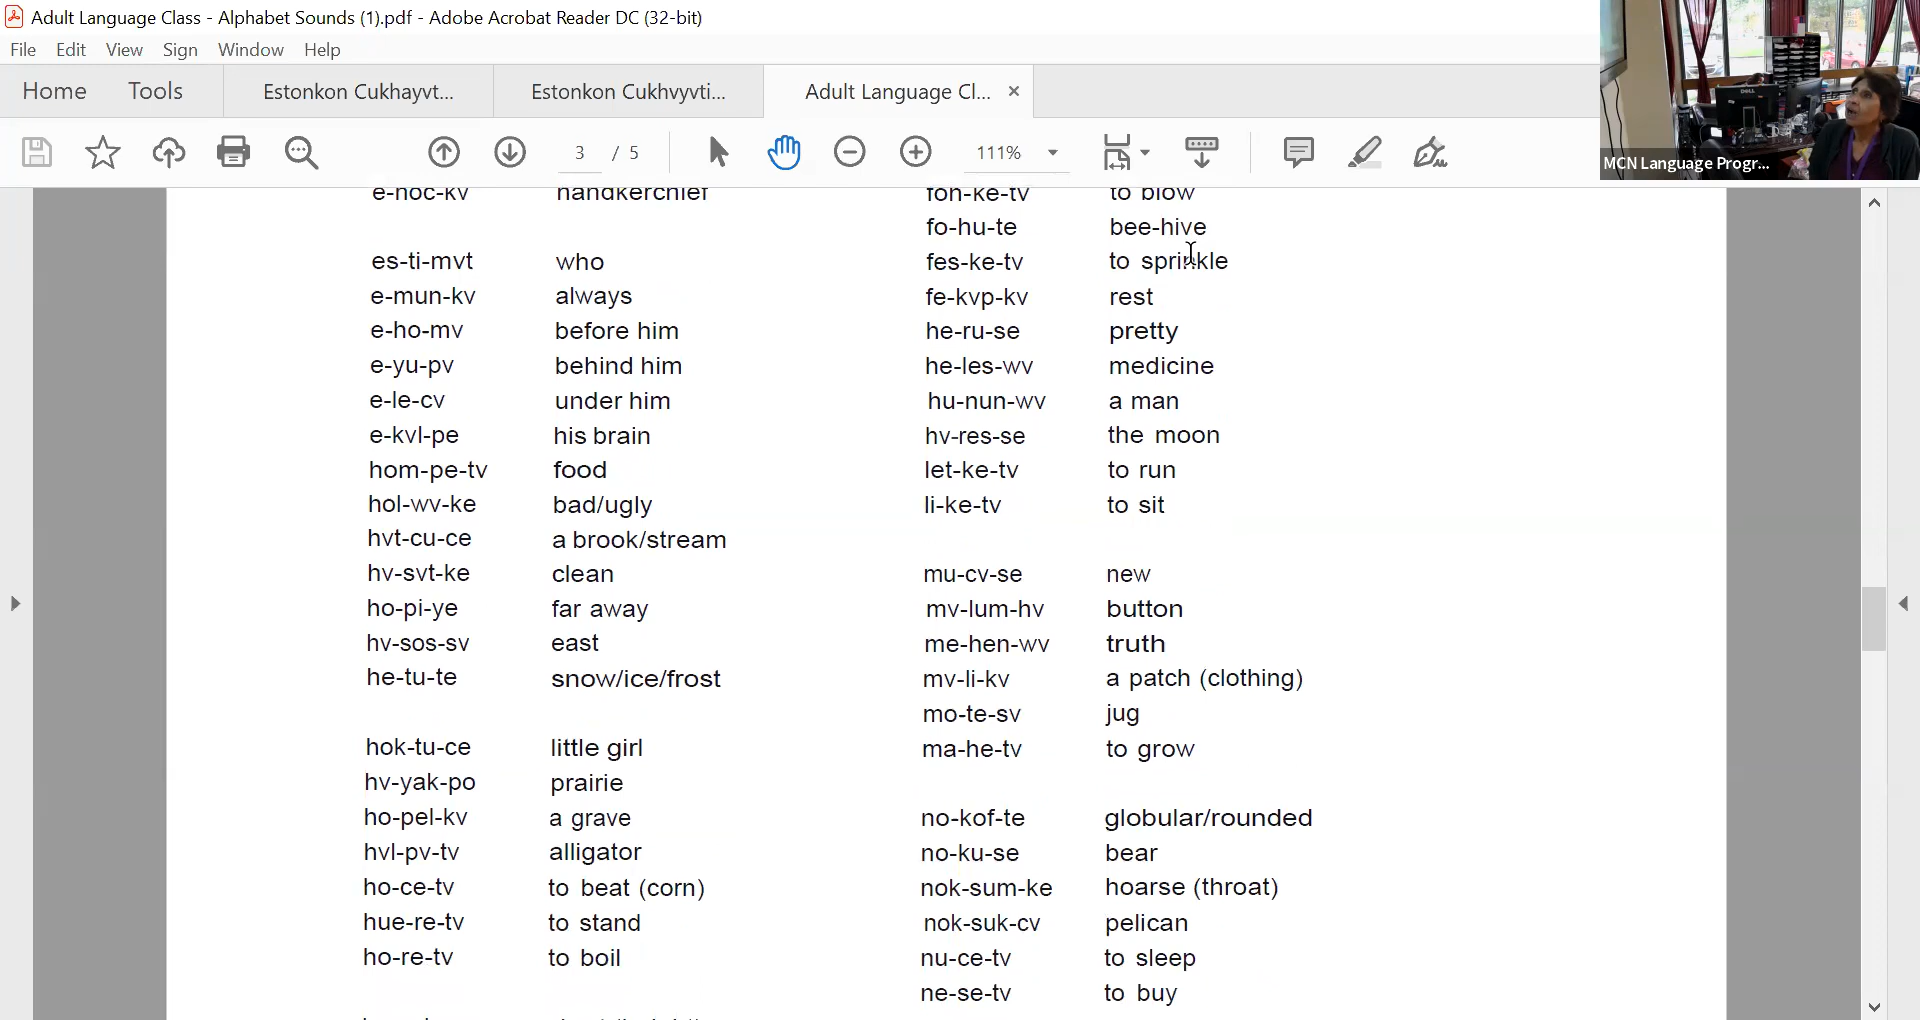 Adult Language Class - Alphabet Sounds (1).pdf - Adobe Acrobat Reader DC (32-bit)
File Edit View Sign Window Help
Home Tools Estonkon Cukhayvt... Estonkon Cukhvyvti... Adult Language Cl... ×
3 / 5 111%
MCN Language Progr...
DELL
e-hoc-kv handkerchief
es-ti-mvt who
e-mun-kv always
e-ho-mv before him
e-yu-pv behind him
e-le-cv under him
e-kvl-pe his brain
hom-pe-tv food
hol-wv-ke bad/ugly
hvt-cu-ce a brook/stream
hv-svt-ke clean
ho-pi-ye far away
hv-sos-sv east
he-tu-te snow/ice/frost
hok-tu-ce little girl
hv-yak-po prairie
ho-pel-kv a grave
hvl-pv-tv alligator
ho-ce-tv to beat (corn)
hue-re-tv to stand
ho-re-tv to boil
foh-ke-tv to blow
fo-hu-te bee-hive
fes-ke-tv to sprinkle
fe-kvp-kv rest
he-ru-se pretty
he-les-wv medicine
hu-nun-wv a man
hv-res-se the moon
let-ke-tv to run
li-ke-tv to sit
mu-cv-se new
mv-lum-hv button
me-hen-wv truth
mv-li-kv a patch (clothing)
mo-te-sv jug
ma-he-tv to grow
no-kof-te globular/rounded
no-ku-se bear
nok-sum-ke hoarse (throat)
nok-suk-cv pelican
nu-ce-tv to sleep
ne-se-tv to buy